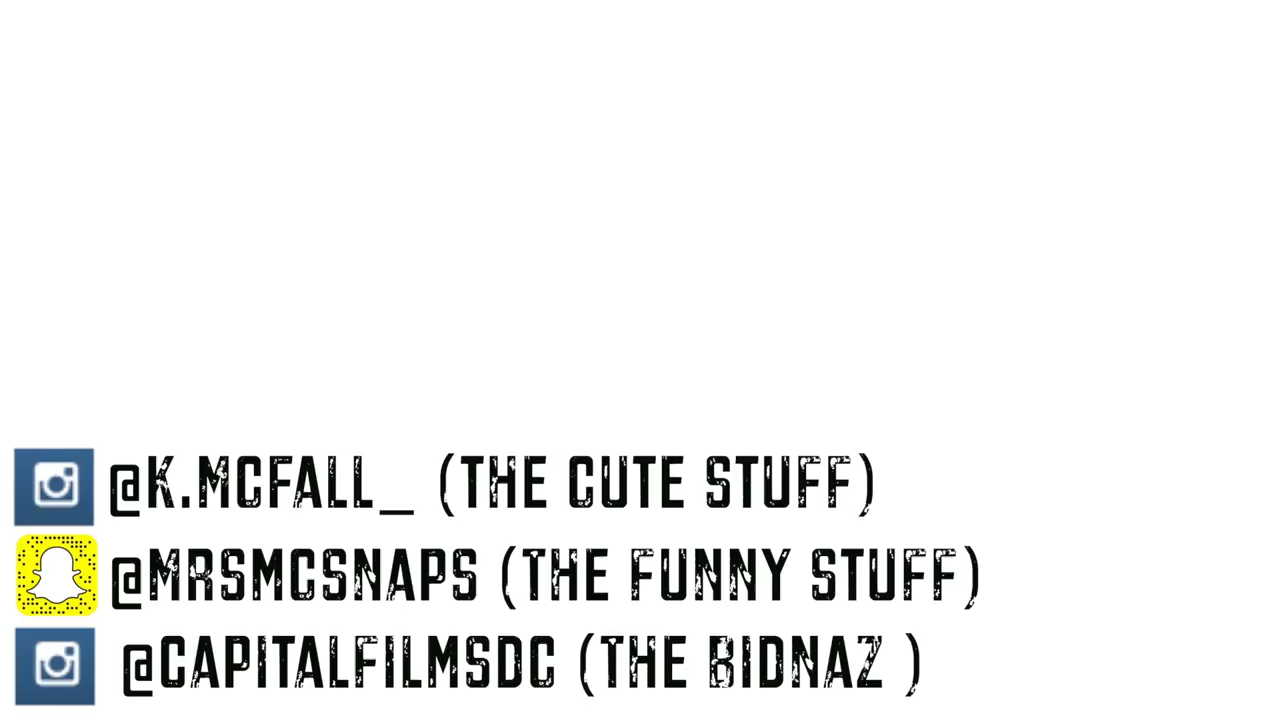 @K.MCFALL_ (THE CUTE STUFF)
@MRSMCSNAPS (THE FUNNY STUFF)
@CAPITALFILMSDC (THE BIDNAZ )